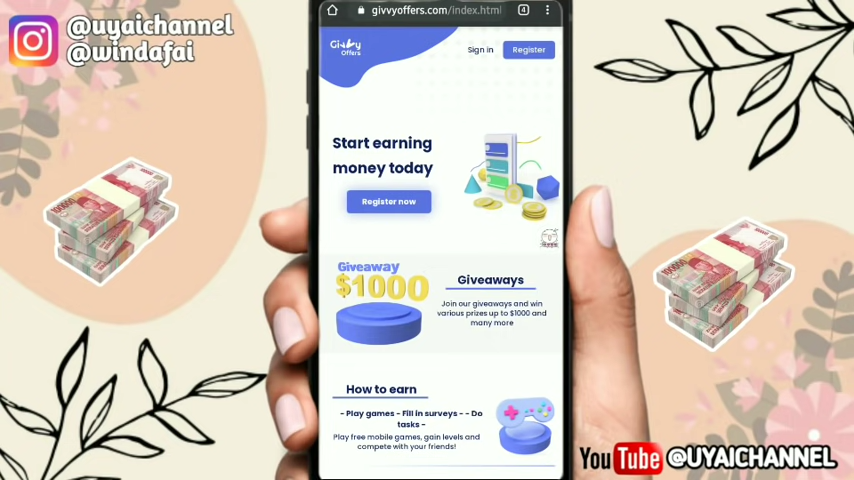 @uyaichannel
@windafai
givvyoffers.com/index.html
4
Givvy
Offers
Sign in
Register
Start earning
money today
Register now
Giveaway
$1000
Giveaways
Join our giveaways and win
various prizes up to $1000 and
many more
How to earn
- Play games - Fill in surveys - - Do
tasks -
Play free mobile games, gain levels and
compete with your friends!
100000
100000
YouTube @UYAICHANNEL